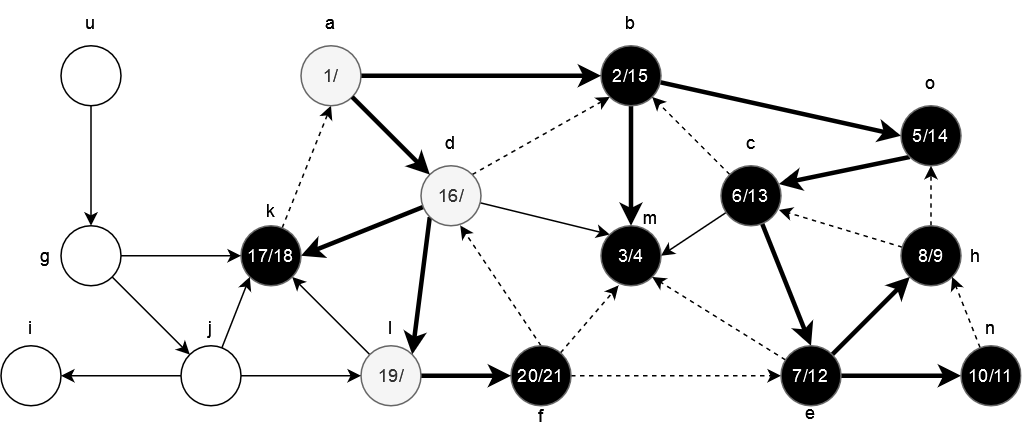 u
a
b
1/
2/15
o
5/14
d
c
16/
6/13
k
m
g
17/18
3/4
8/9
h
i
j
l
n
19/
20/21
7/12
10/11
f
e